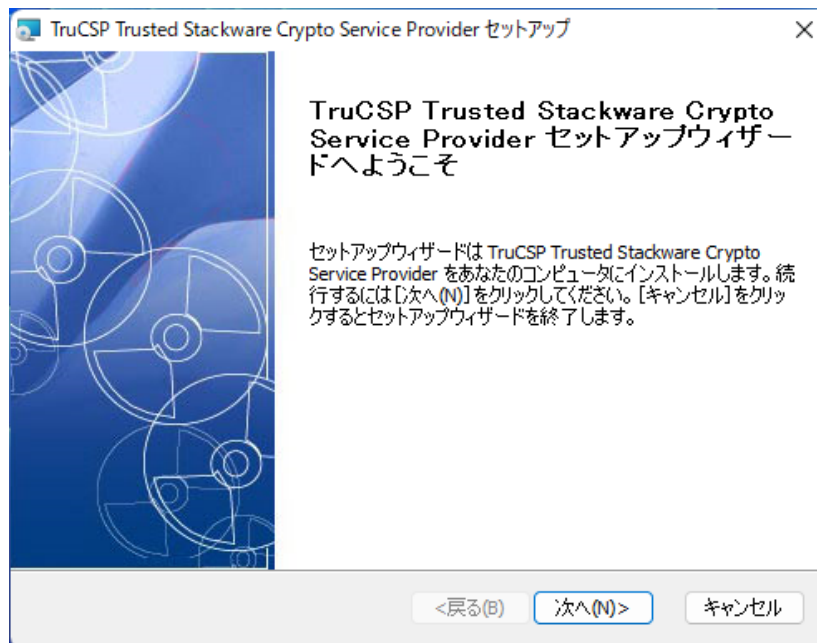 TruCSP Trusted Stackware Crypto Service Provider セットアップ
TruCSP Trusted Stackware Crypto
Service Provider セットアップウィザー
ドへようこそ
セットアップウィザードは TruCSP Trusted Stackware Crypto
Service Provider をあなたのコンピュータにインストールします。続
行するには[次へ(N)]をクリックしてください。[キャンセル]をクリッ
クするとセットアップウィザードを終了します。
<戻る(B) 次へ(N)> キャンセル